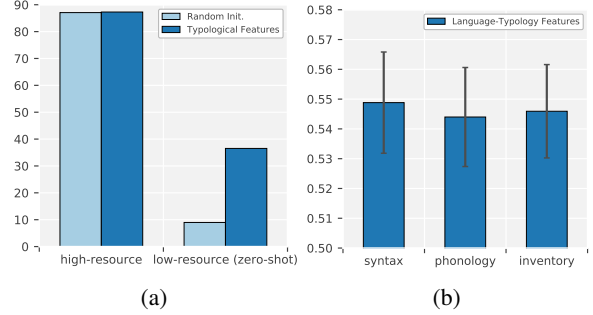 90
80
70
60
50
40
30
20
10
0
Random Init.
Typological Features
high-resource
low-resource (zero-shot)
(a)
0.58
0.57
0.56
0.55
0.54
0.53
0.52
0.51
0.50
Language-Typology Features
syntax
phonology
inventory
(b)